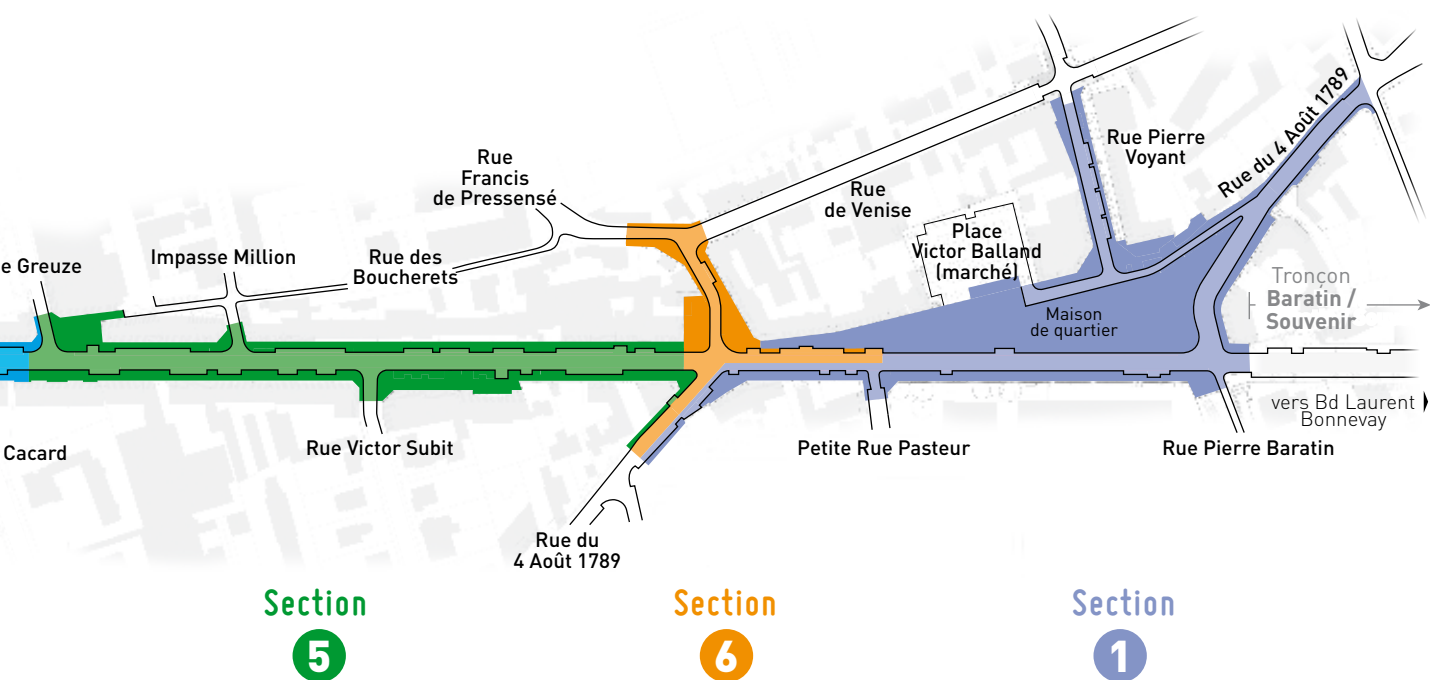 Rue du 4 Août 1789
Rue Pierre
Voyant
Rue
Francis
de Pressensé
Rue
de Venise
Place
Victor Balland
(marché)
Impasse Million
Rue des
Boucherets
e Greuze
Tronçon
Baratin /
Souvenir
Maison
de quartier
vers Bd Laurent
Bonnevay
Cacard
Rue Victor Subit
Petite Rue Pasteur
Rue Pierre Baratin
Rue du
4 Août 1789
Section
5
Section
6
Section
1